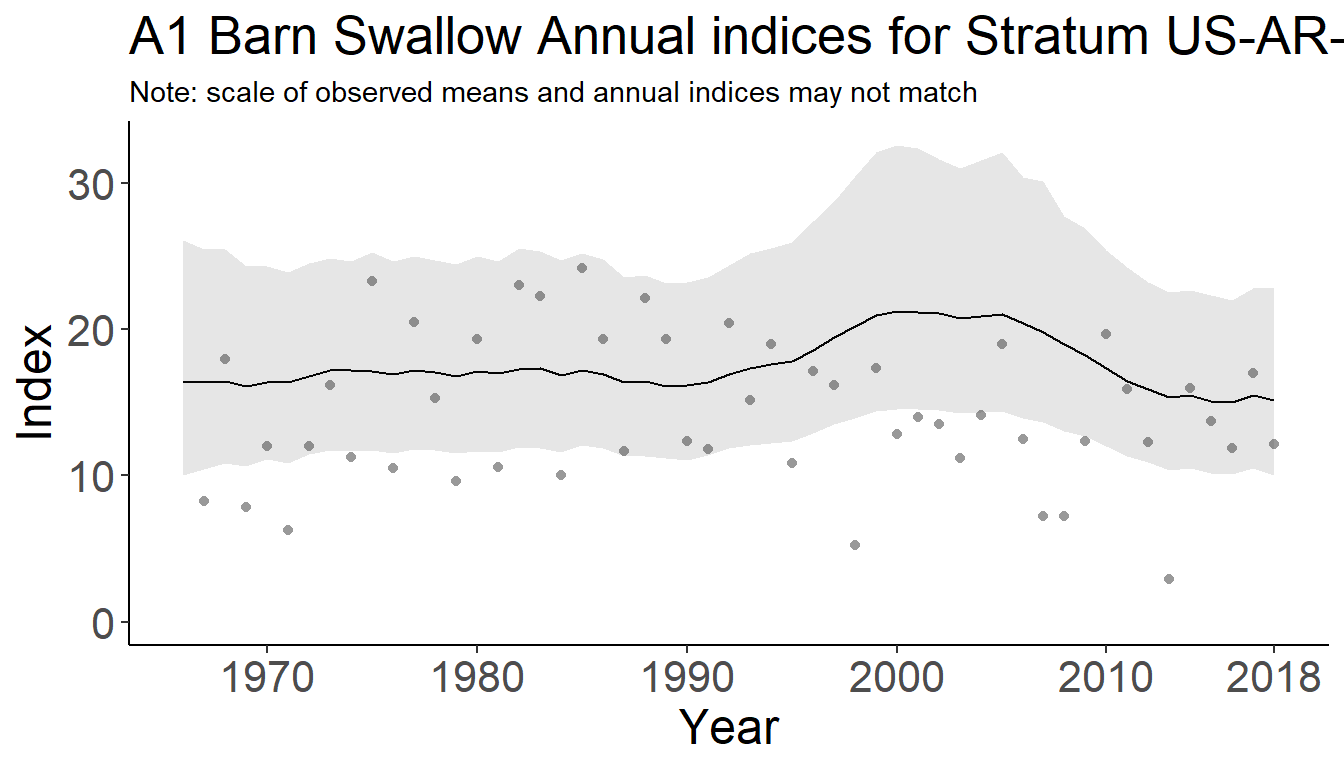 A1 Barn Swallow Annual indices for Stratum US-AR-
Note: scale of observed means and annual indices may not match
30
20
10
0
Index
1970 1980 1990 2000 2010 2018
Year